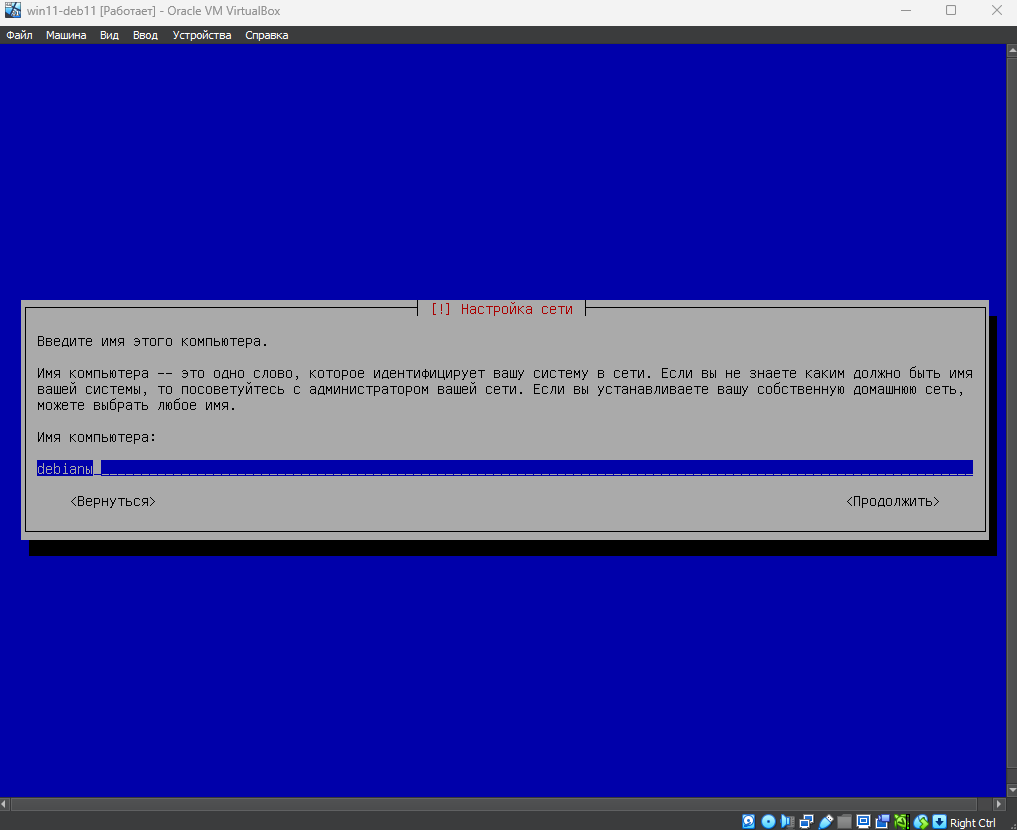 win11-deb11 [Работает] - Oracle VM VirtualBox
Файл Машина Вид Ввод Устройства Справка
[!] Настройка сети
Введите имя этого компьютера.
Имя компьютера -- это одно слово, которое идентифицирует вашу систему в сети. Если вы не знаете каким должно быть имя
вашей системы, то посоветуйтесь с администратором вашей сети. Если вы устанавливаете вашу собственную домашнюю сеть,
можете выбрать любое имя.
Имя компьютера:
debianы
<Вернуться> <Продолжить>
Right Ctrl